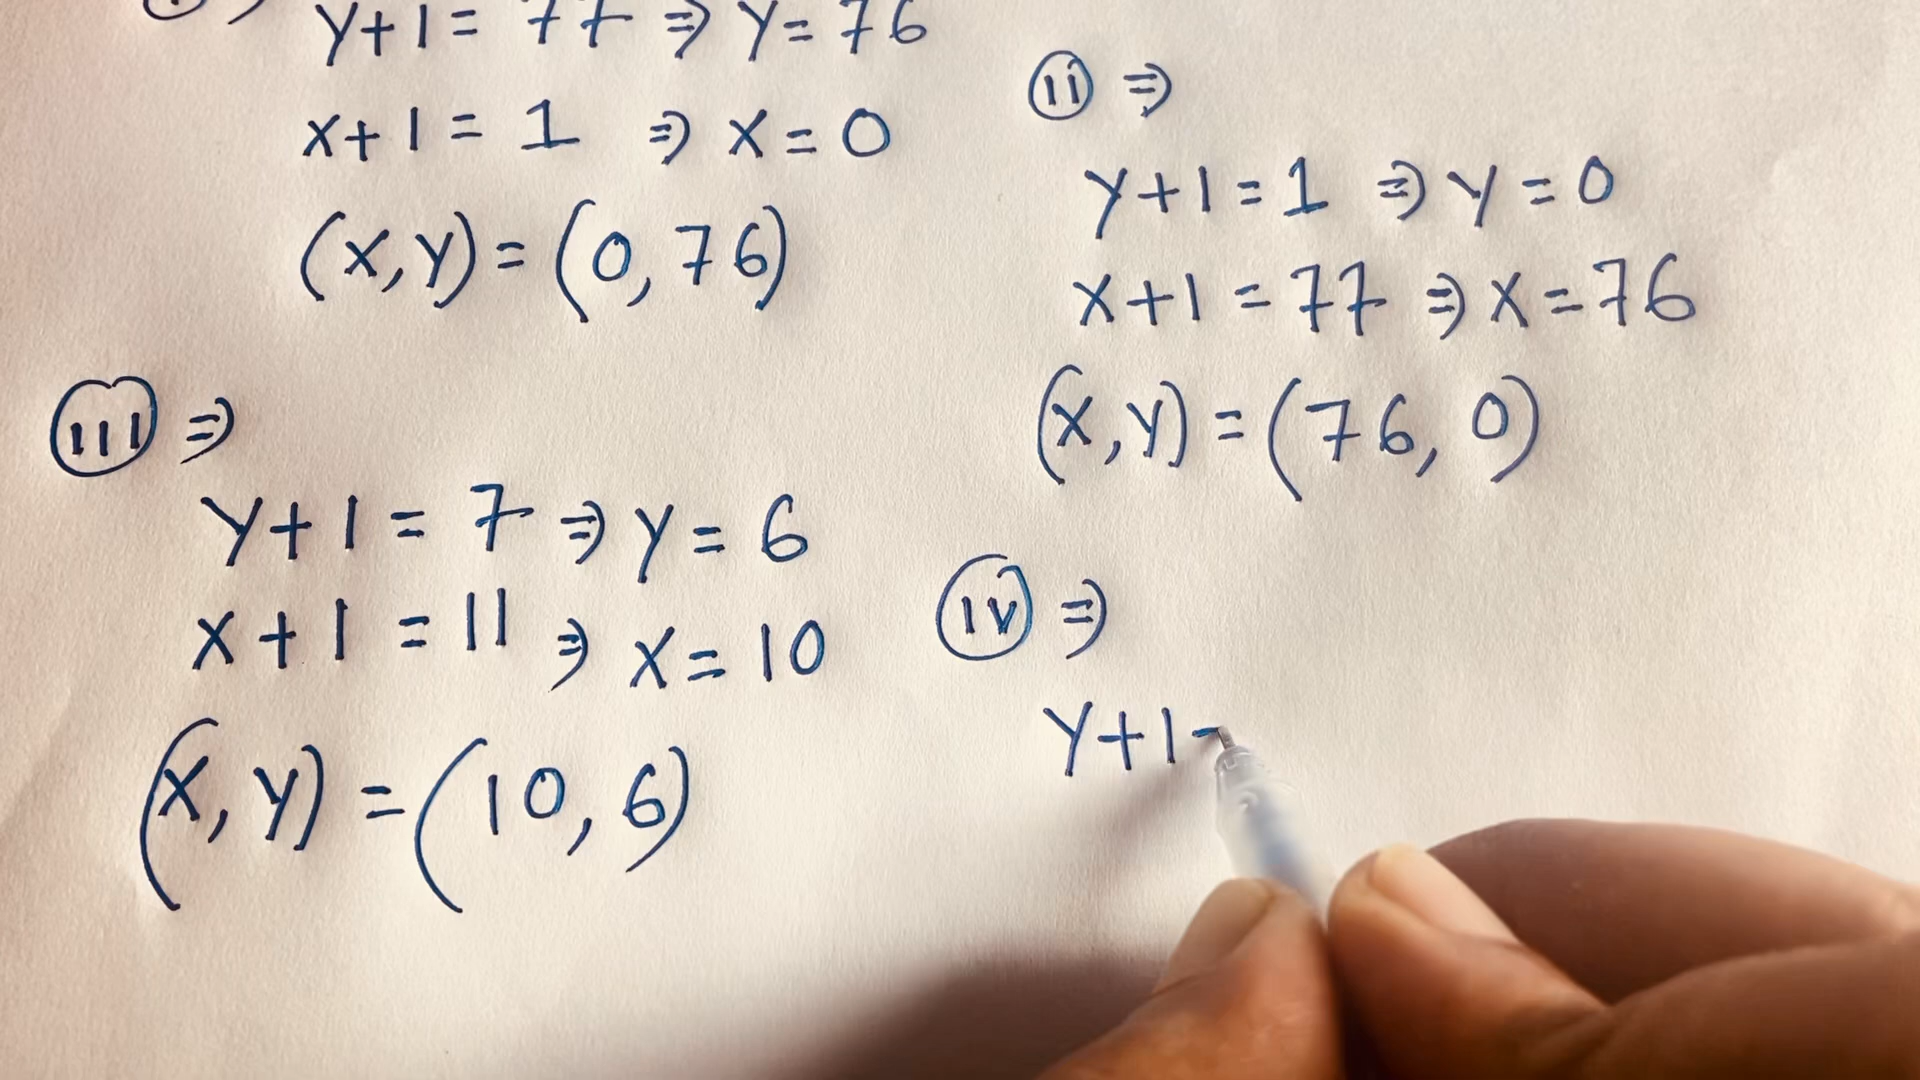 y+1 = 77 ⇒ y = 76
x+1 = 1 ⇒ x = 0
(x,y) = (0,76)
ii ⇒
y+1 = 1 ⇒ y = 0
x+1 = 77 ⇒ x = 76
(x,y) = (76, 0)
iii ⇒
y+1 = 7 ⇒ y = 6
x+1 = 11 ⇒ x = 10
(x, y) = (10, 6)
iv ⇒
y+1-